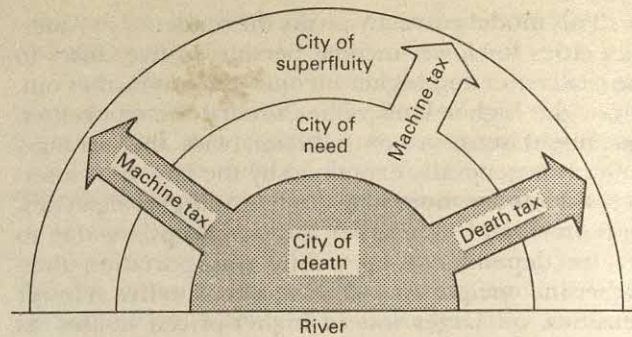 City of
superfluity
Machine tax
City of
need
Machine tax
Death tax
City of
death
River